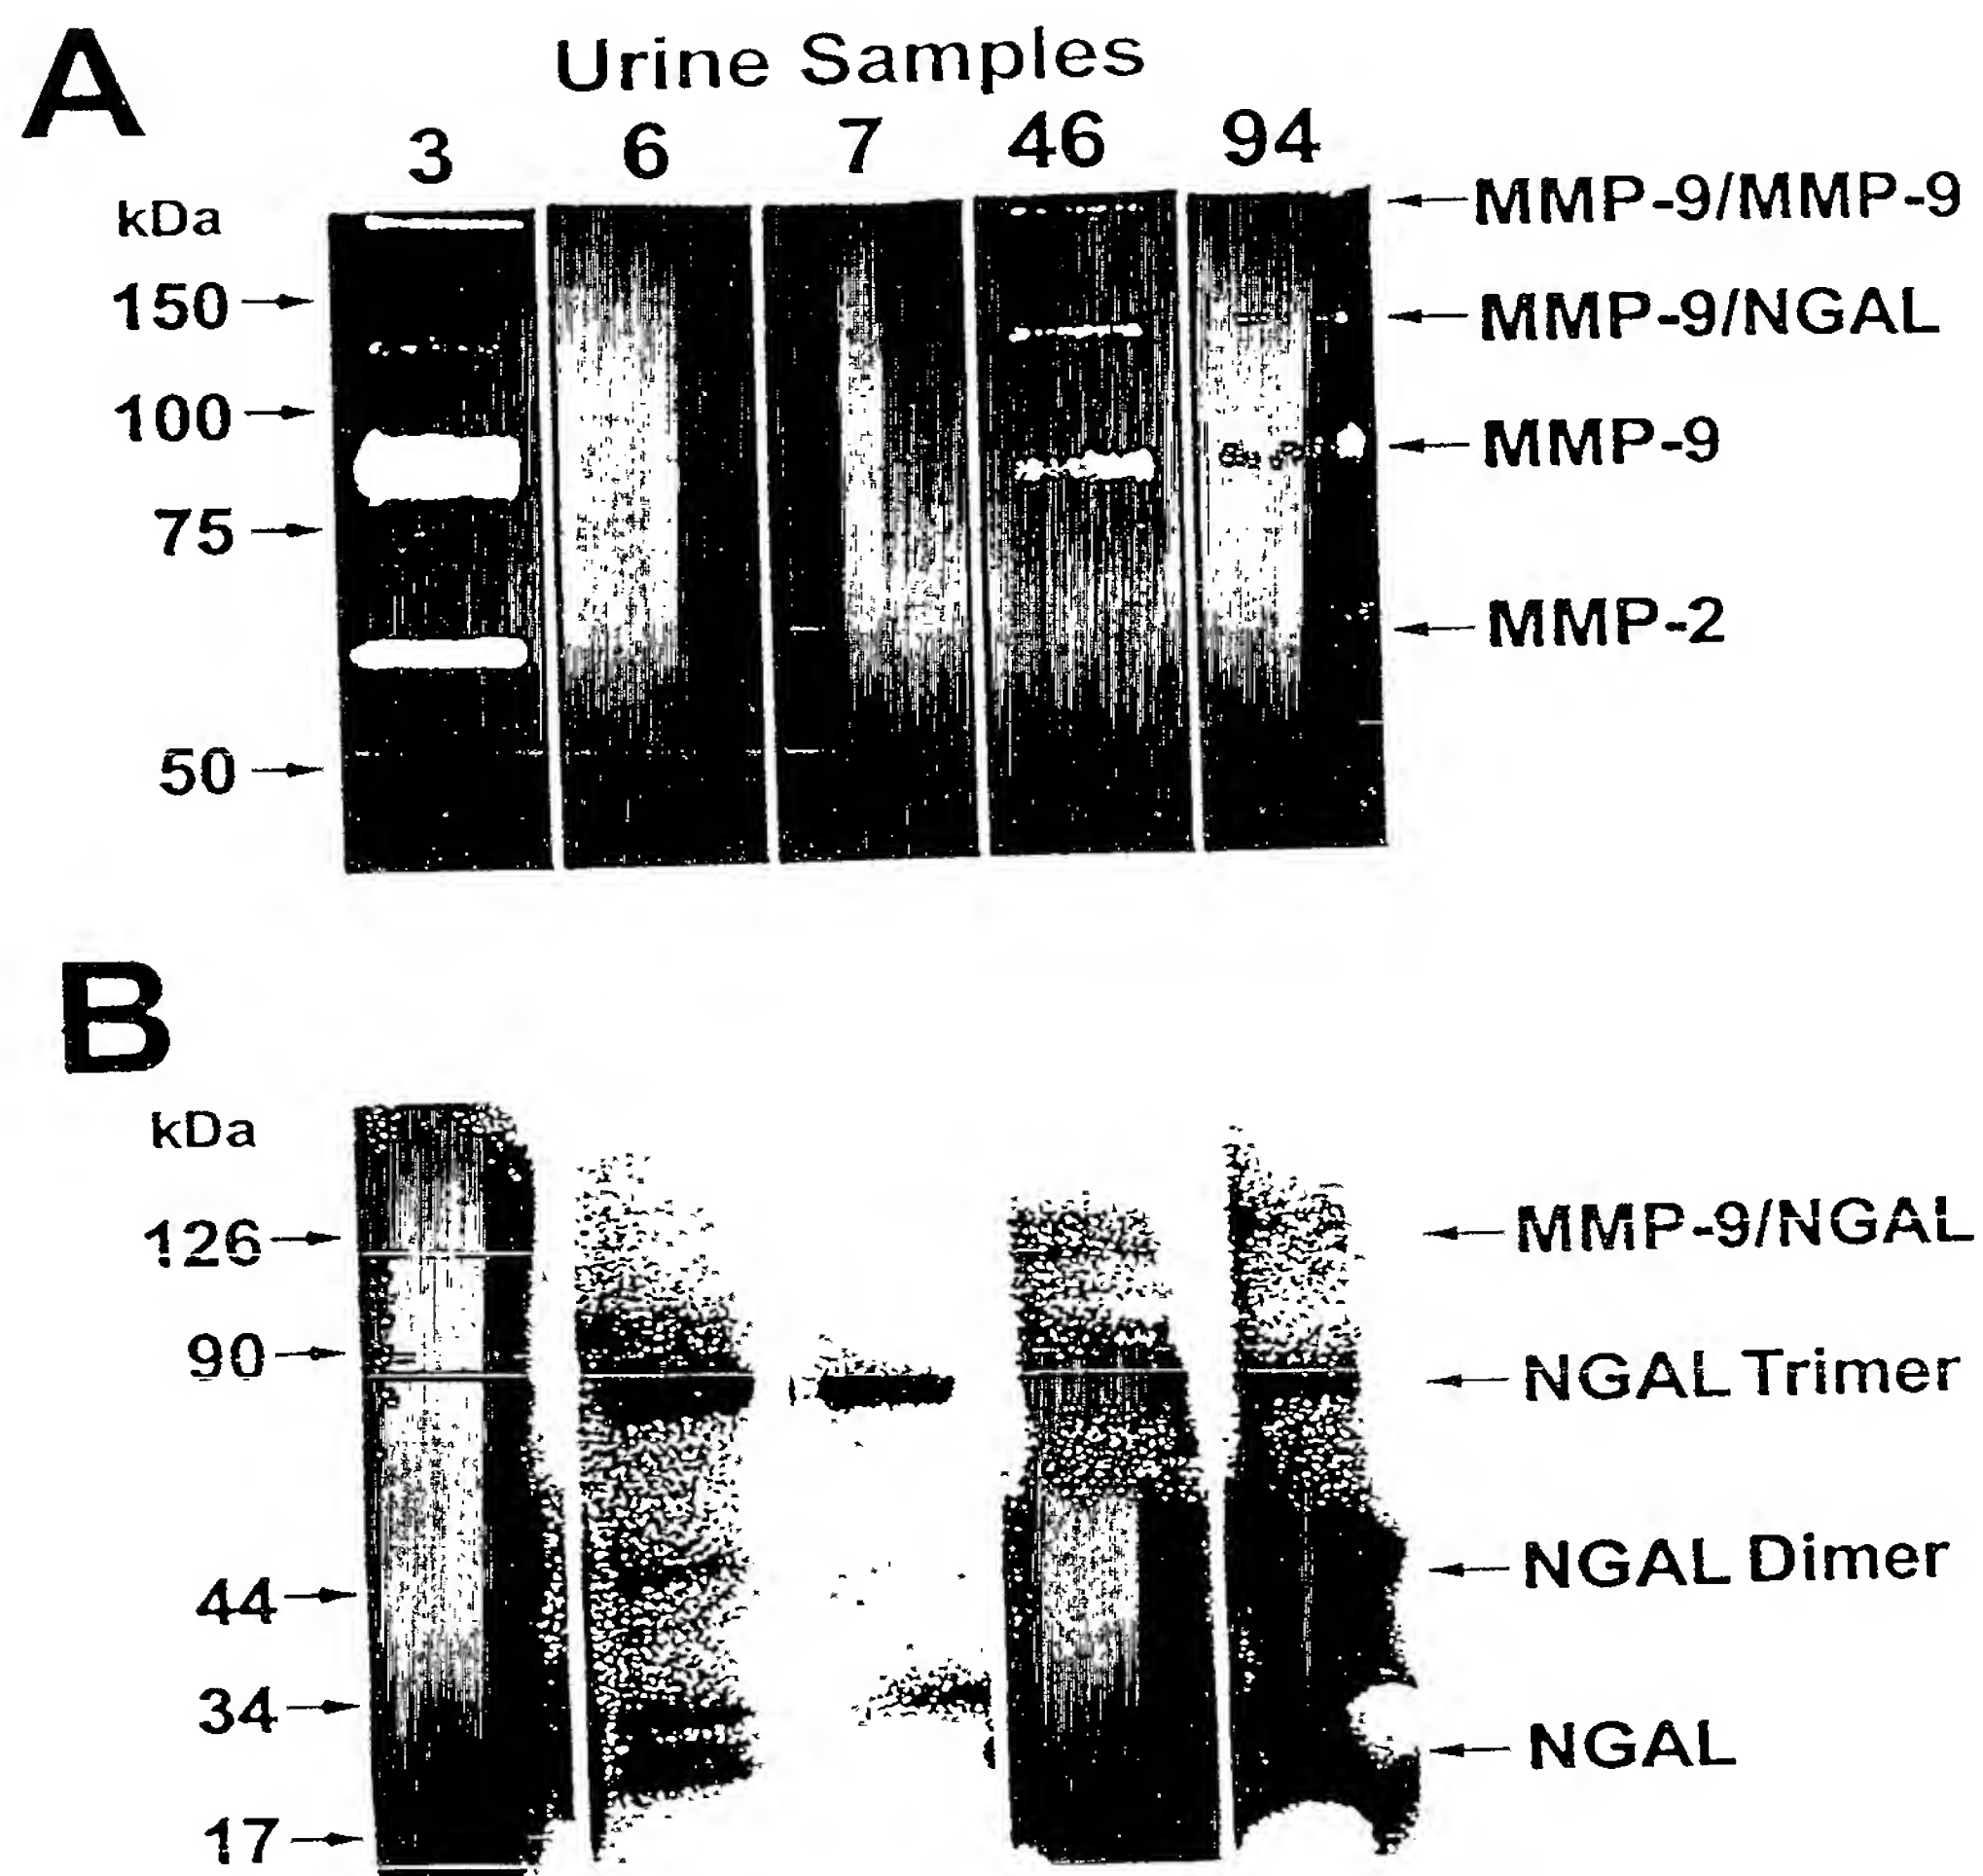 A
Urine Samples
3 6 7 46 94
kDa
MMP-9/MMP-9
150
MMP-9/NGAL
100
MMP-9
75
MMP-2
50
B
kDa
126
MMP-9/NGAL
90
NGAL Trimer
44
NGAL Dimer
34
NGAL
17